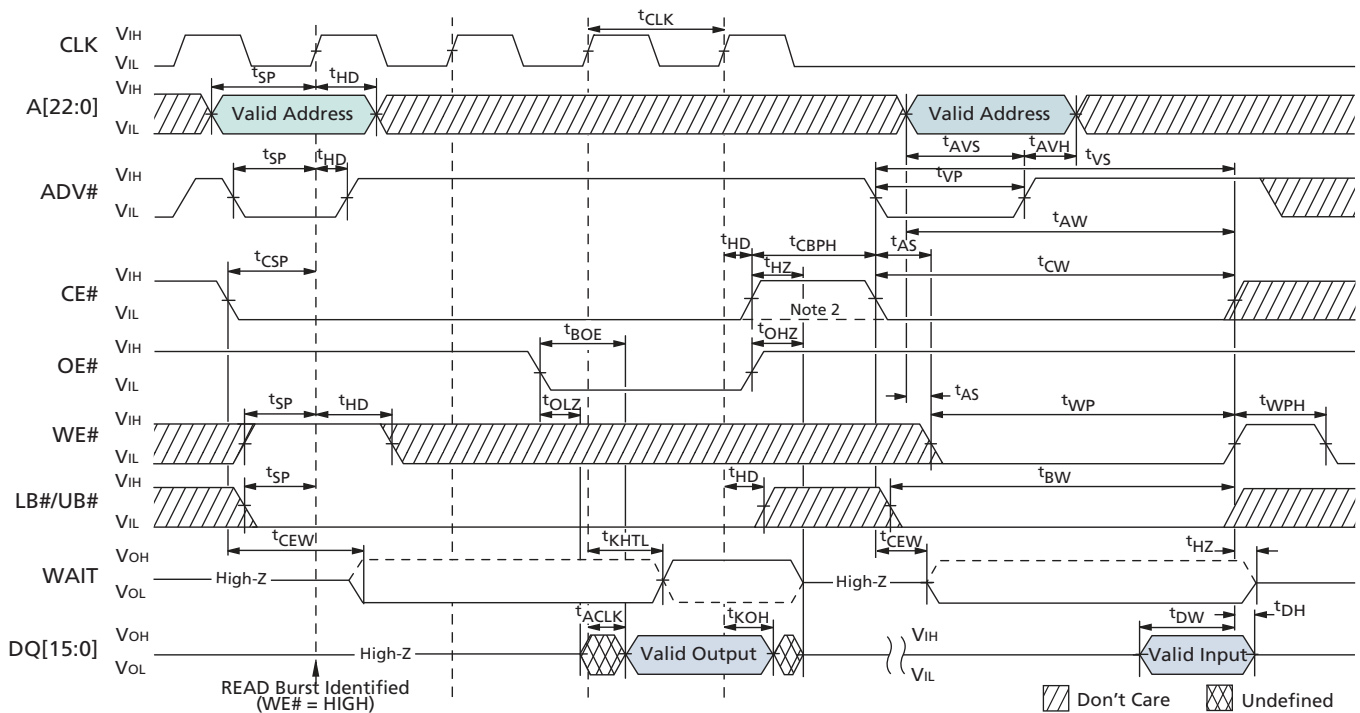 tCLK
CLK VIH
VIL
tSP tHD
A[22:0] VIH
VIL
Valid Address Valid Address
tAVS tAVH
tSP tHD tVS
ADV# VIH
VIL
tVP
tAW
tHD tCBPH tAS
tCSP tHZ tCW
CE# VIH
VIL
Note 2
tBOE tOHZ
OE# VIH
VIL
tAS
tSP tHD tOLZ tWP tWPH
WE# VIH
VIL
tSP tHD tBW
LB#/UB# VIH
VIL
tCEW tKHTL tCEW tHZ
WAIT VOH
VOL
High-Z High-Z
tACLK tKOH tDW tDH
DQ[15:0] VOH
VOL
High-Z Valid Output VIH
VIL
Valid Input
READ Burst Identified
(WE# = HIGH)
Don't Care Undefined